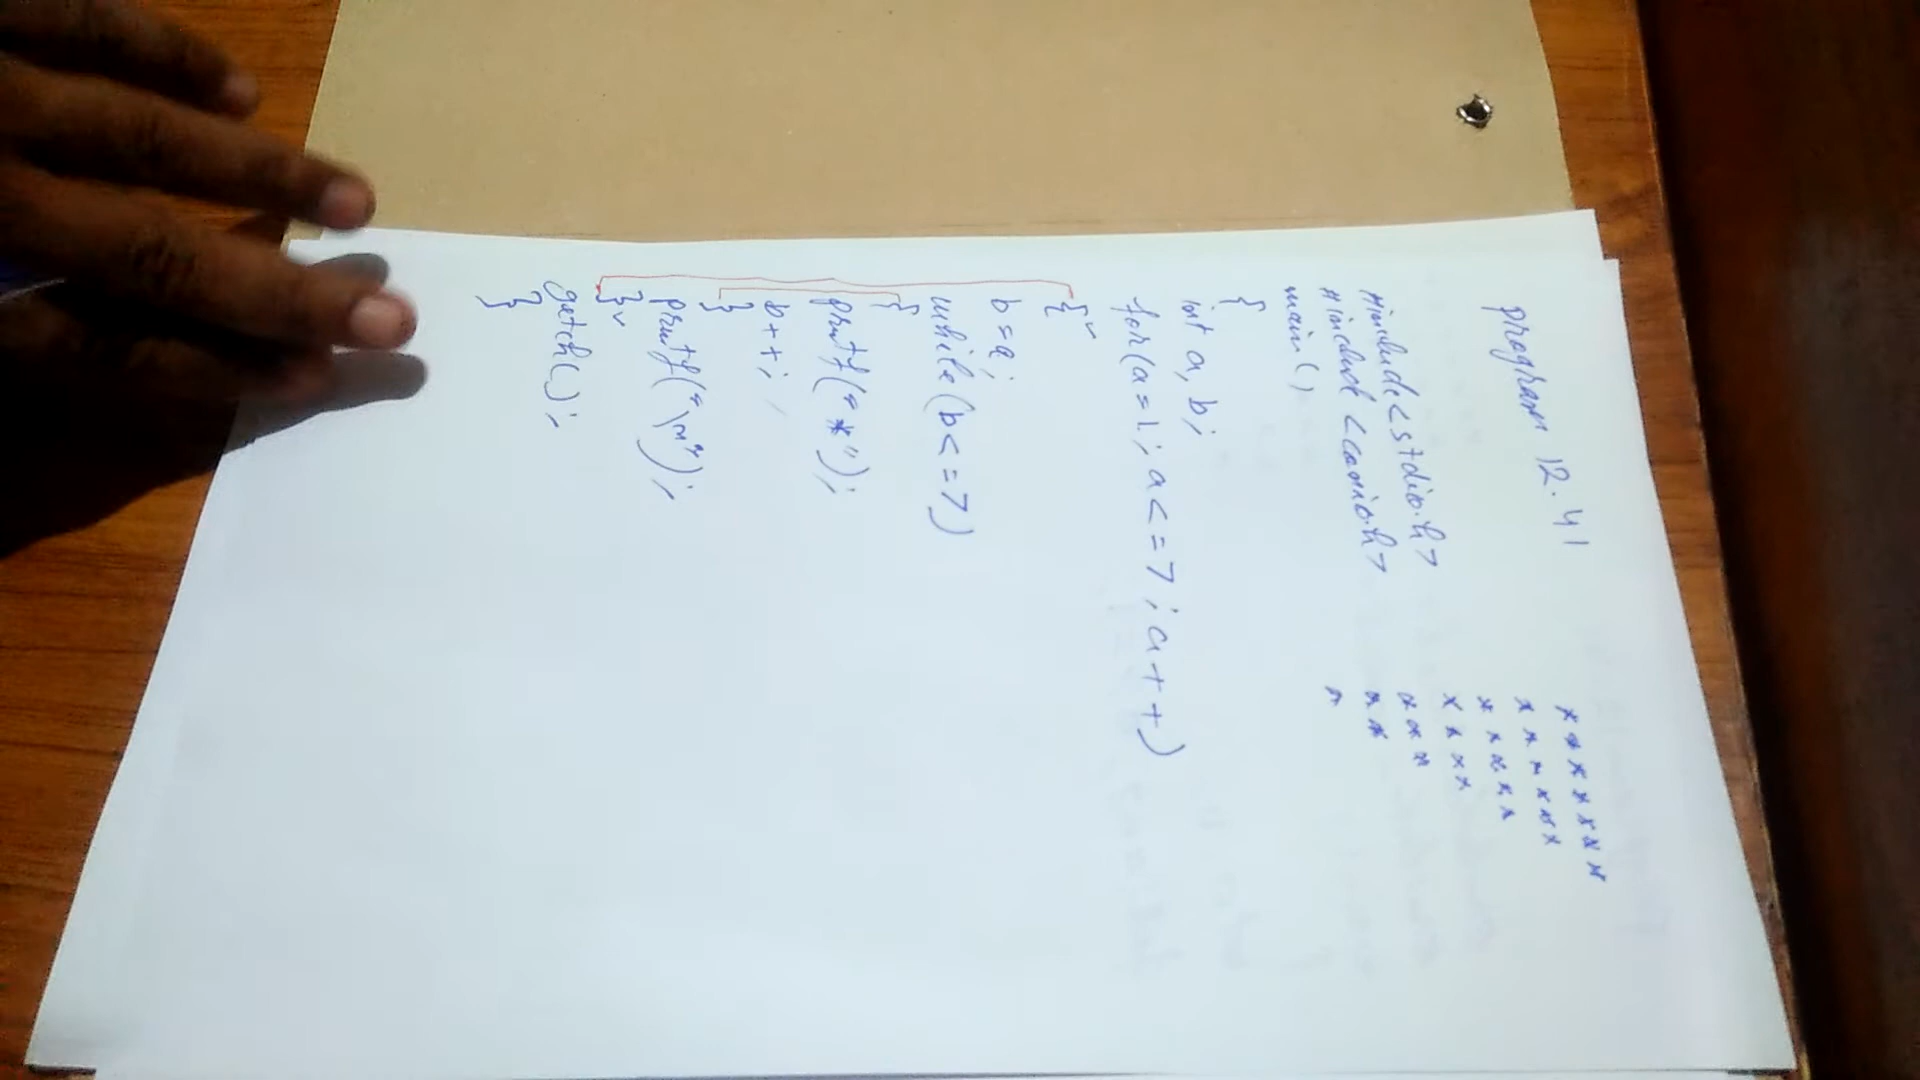 program 12.41
#include<stdio.h>
#include<conio.h>
main()
{
int a, b;
for(a=1; a<=7; a++)
{
b=a;
while(b<=7)
{
printf("*");
b++;
}
printf("\n");
}
getch();
}
* * * * * * *
* * * * * *
* * * * *
* * * *
* * *
* *
*